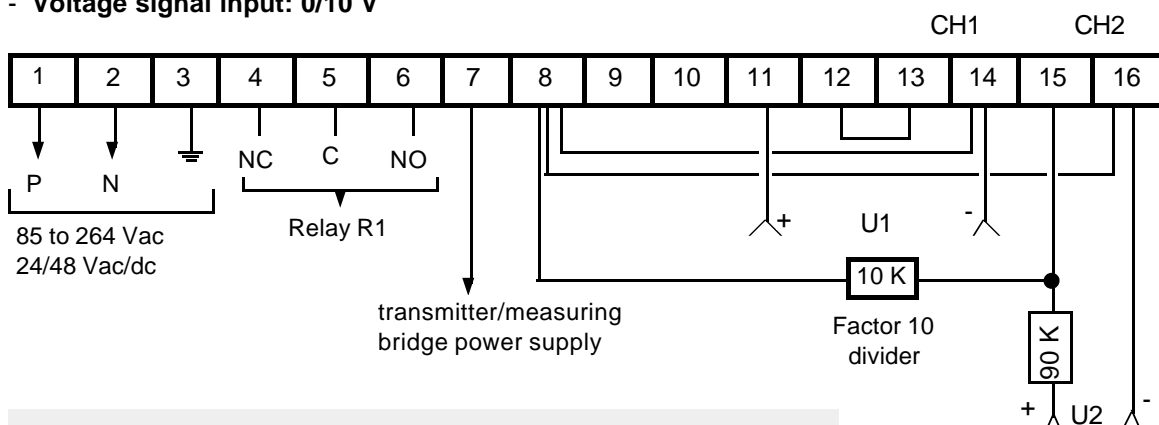 - Voltage signal input: 0/10 V
CH1 CH2
1 2 3 4 5 6 7 8 9 10 11 12 13 14 15 16
NC C NO
P N
Relay R1
+ U1 -
85 to 264 Vac
24/48 Vac/dc
10 K
transmitter/measuring
bridge power supply
Factor 10
divider
90 K
+ U2 -